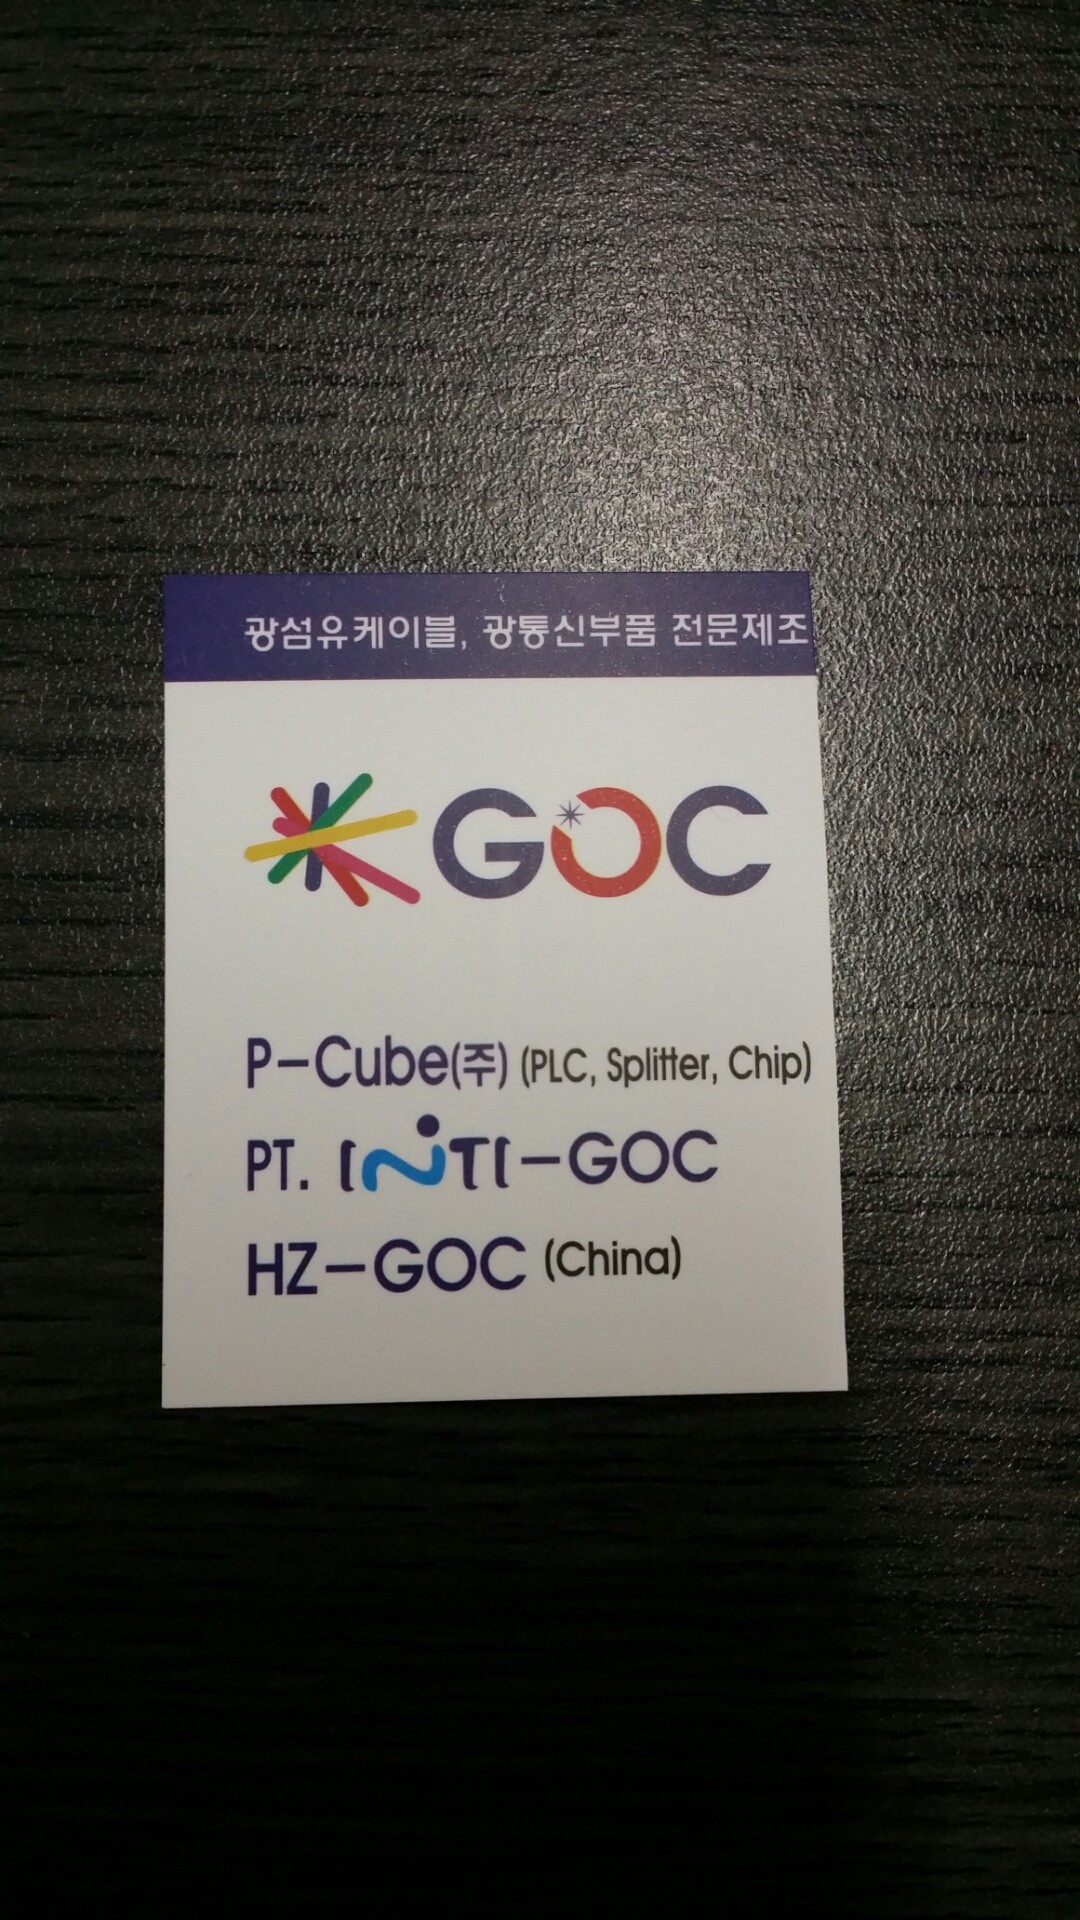 광섬유케이블, 광통신부품 전문제조
GOC
P-Cube(주) (PLC, Splitter, Chip)
PT. INTI-GOC
HZ-GOC (China)